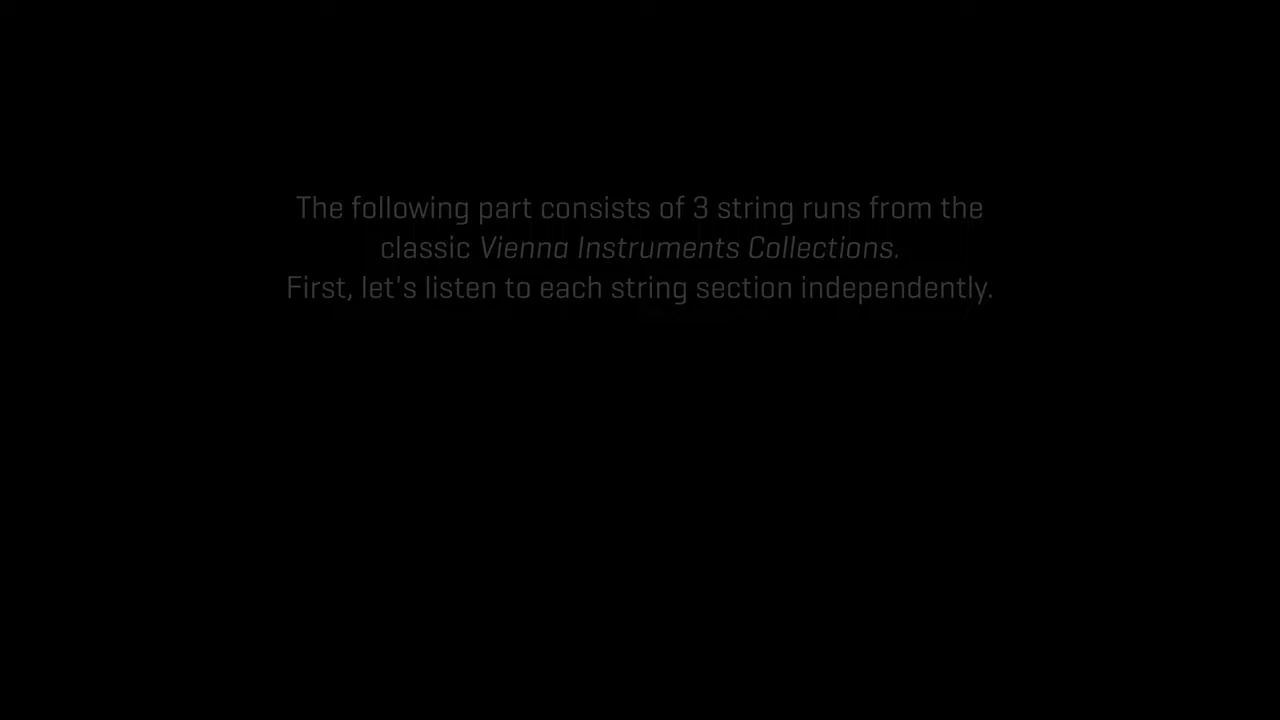 The following part consists of 3 string runs from the
classic Vienna Instruments Collections.
First, let's listen to each string section independently.